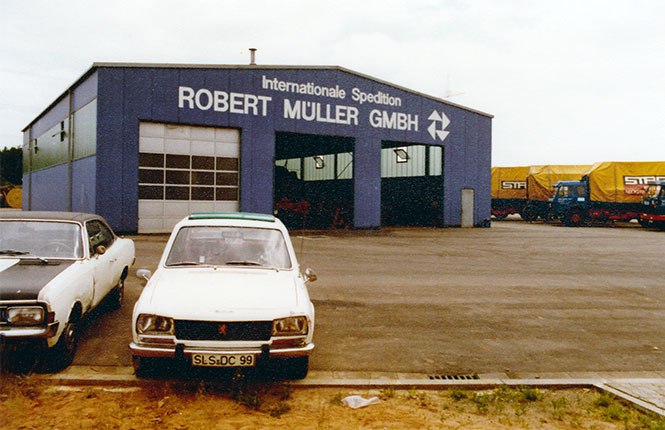 Internationale Spedition
ROBERT MÜLLER GMBH
SLS DC 99